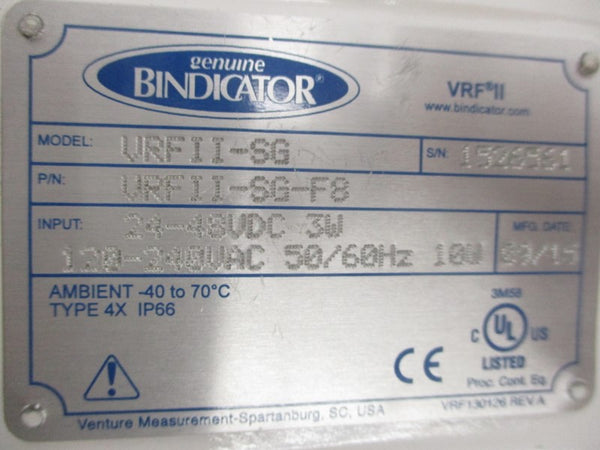 genuine
BINDICATOR®
VRF®II
www.bindicator.com
MODEL: VRFII-SG
S/N: 1526961
P/N: VRFII-SG-F8
INPUT: 24-48VDC 3W
120-240VAC 50/60Hz 10W
MFG. DATE:
AMBIENT -40 to 70°C
TYPE 4X IP66
3M58
C UL US
LISTED
Proc. Cont. Eq.
CE
!
Venture Measurement-Spartanburg, SC, USA
VRF130126 REV A